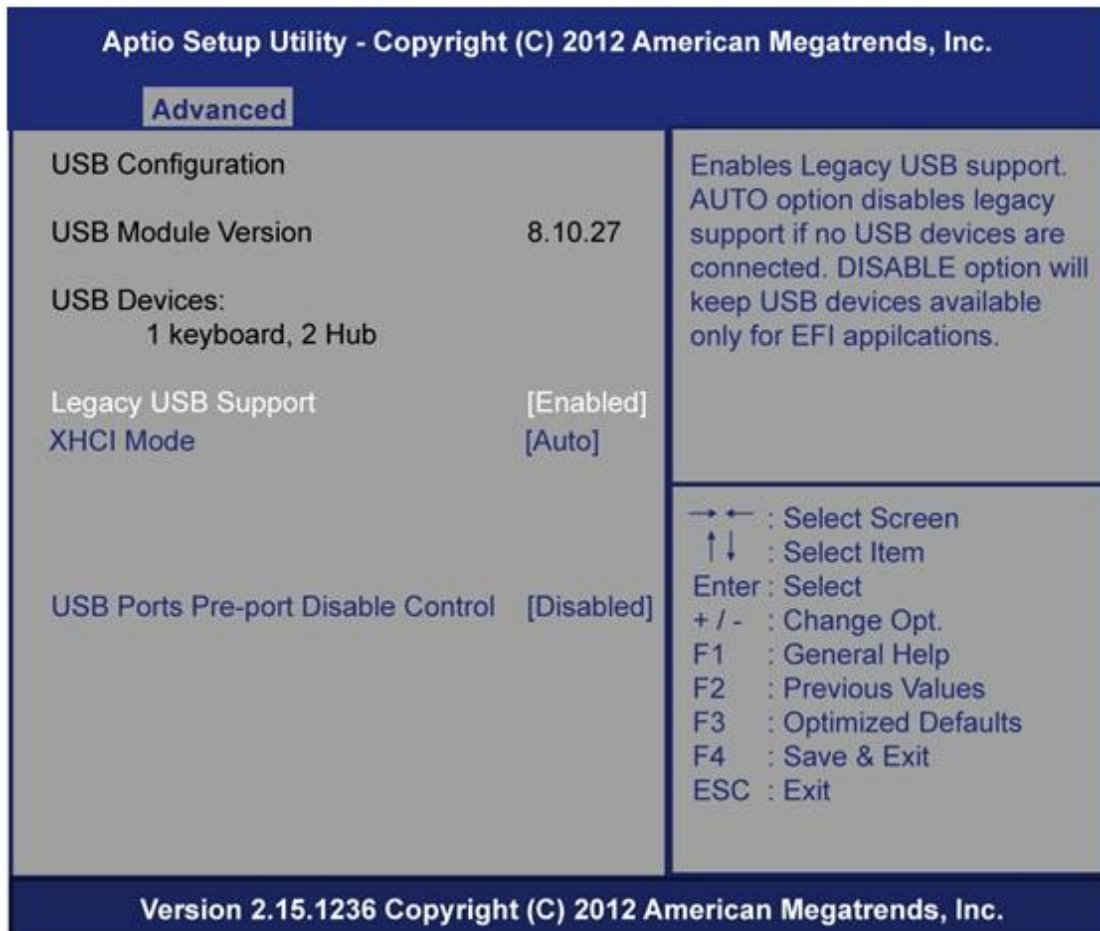 Aptio Setup Utility - Copyright (C) 2012 American Megatrends, Inc.
Advanced
USB Configuration
USB Module Version 8.10.27
USB Devices:
1 keyboard, 2 Hub
Legacy USB Support [Enabled]
XHCI Mode [Auto]
USB Ports Pre-port Disable Control [Disabled]
Enables Legacy USB support.
AUTO option disables legacy
support if no USB devices are
connected. DISABLE option will
keep USB devices available
only for EFI appilcations.
→ ← : Select Screen
↑ ↓ : Select Item
Enter : Select
+ / - : Change Opt.
F1 : General Help
F2 : Previous Values
F3 : Optimized Defaults
F4 : Save & Exit
ESC : Exit
Version 2.15.1236 Copyright (C) 2012 American Megatrends, Inc.